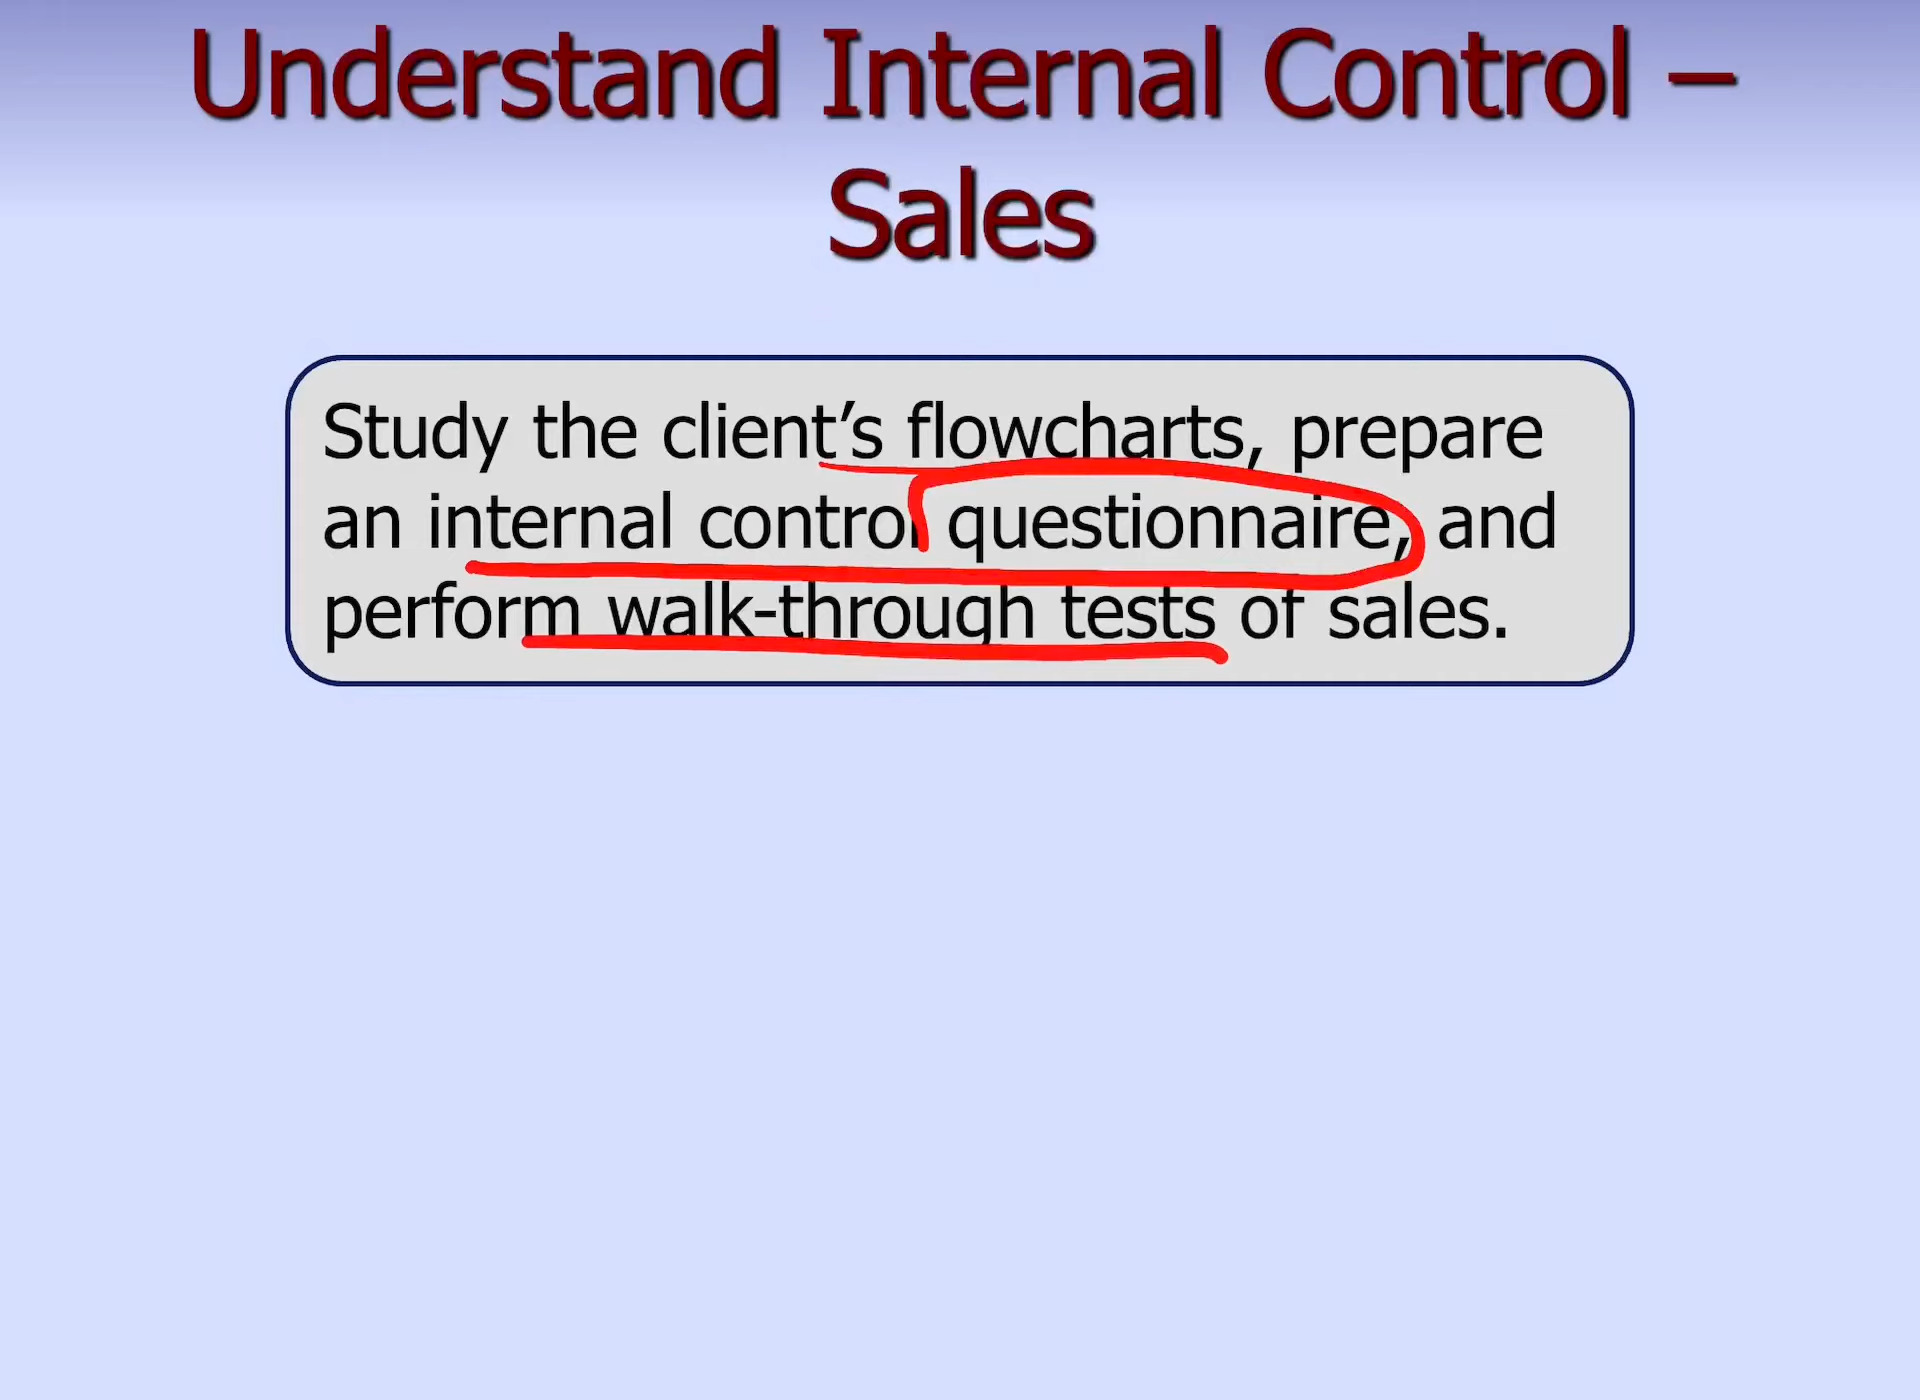 Understand Internal Control –
Sales
Study the client’s flowcharts, prepare
an internal control questionnaire, and
perform walk-through tests of sales.